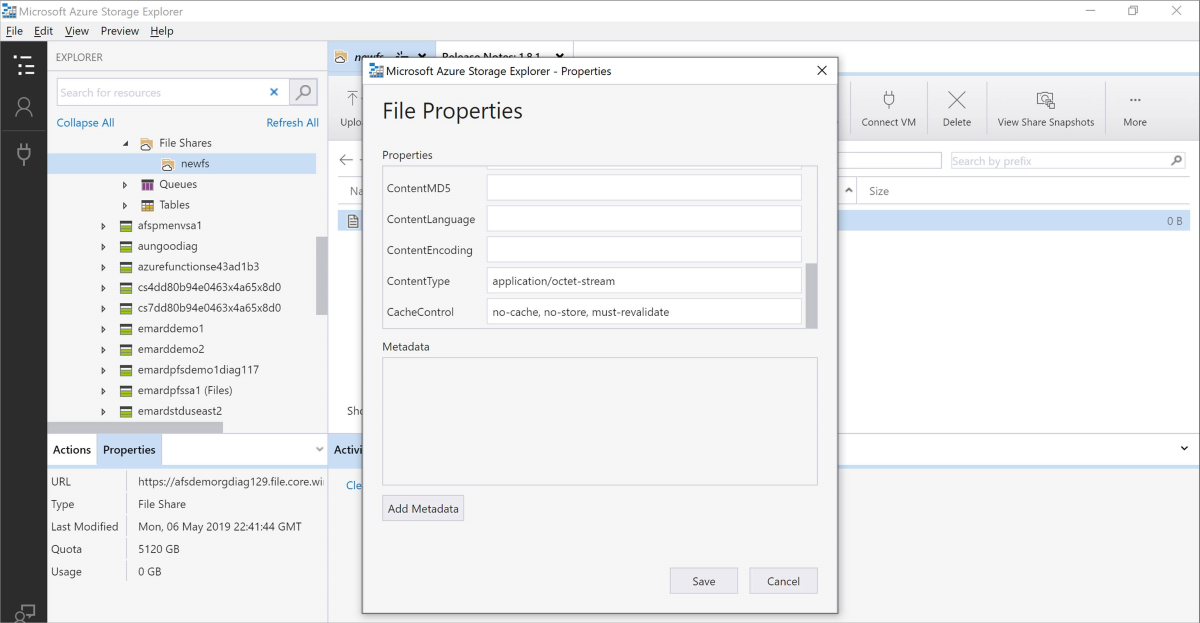 Microsoft Azure Storage Explorer
File Edit View Preview Help
EXPLORER
Search for resources
Collapse All Refresh All
File Shares
newfs
Queues
Tables
afspmenvsa1
aungoodiag
azurefunctionse43ad1b3
cs4dd80b94e0463x4a65x8d0
cs7dd80b94e0463x4a65x8d0
emarddemo1
emarddemo2
emardpfsdemo1diag117
emardpfssa1 (Files)
emardstduseast2
Actions Properties
URL https://afsdemorgdiag129.file.core.wi
Type File Share
Last Modified Mon, 06 May 2019 22:41:44 GMT
Quota 5120 GB
Usage 0 GB
newfs Release Notes: 1.8.1
Uplo
Connect VM Delete View Share Snapshots More
Search by prefix
Na Size
0 B
Sho
Activi
Cle
Microsoft Azure Storage Explorer - Properties
File Properties
Properties
ContentMD5
ContentLanguage
ContentEncoding
ContentType application/octet-stream
CacheControl no-cache, no-store, must-revalidate
Metadata
Add Metadata
Save Cancel